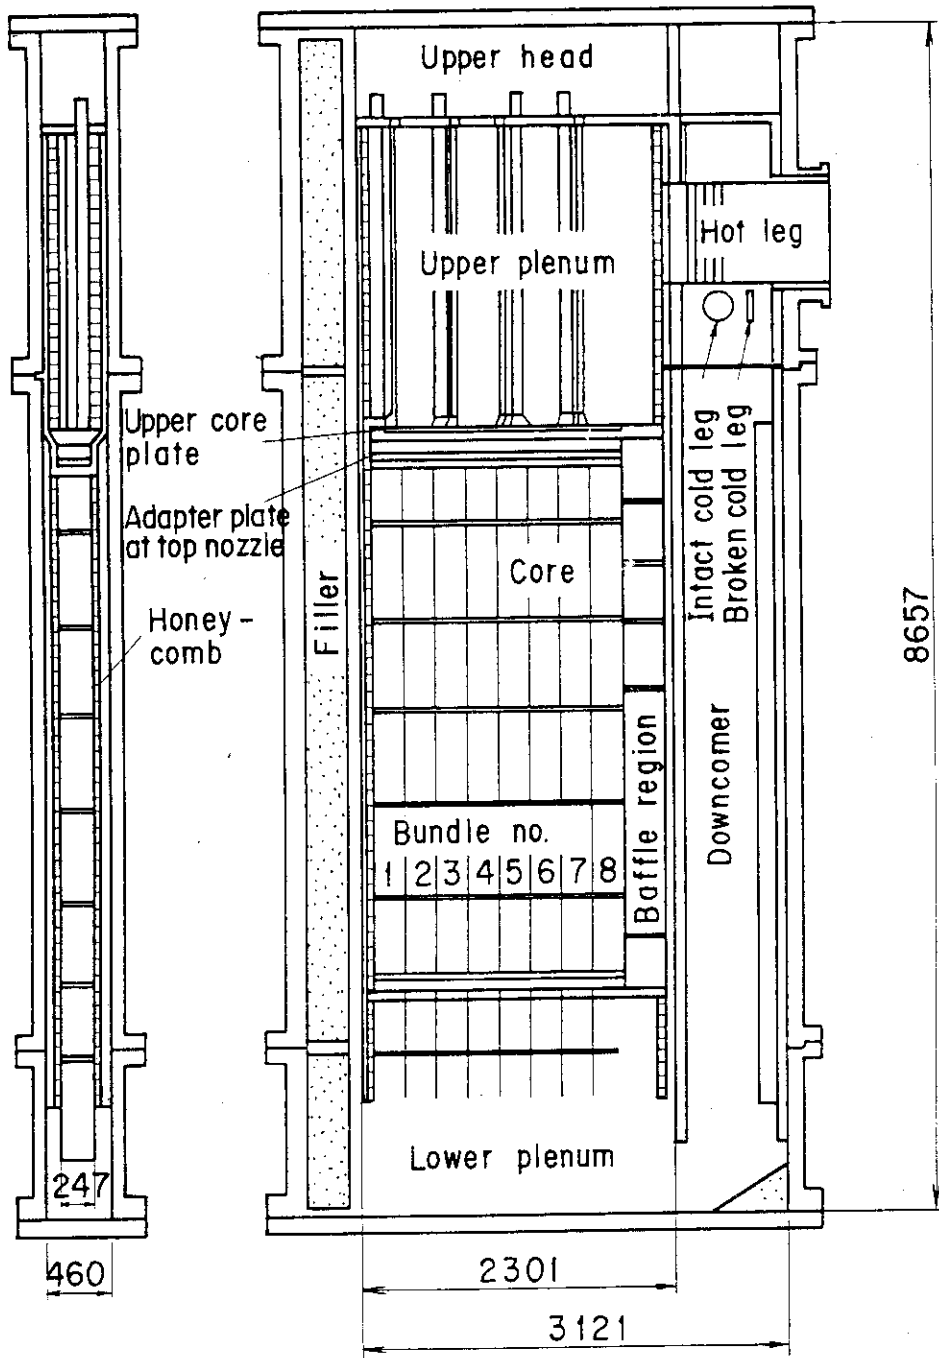 Upper head
Hot leg
Upper plenum
Upper core
plate
Adapter plate
at top nozzle
Honey-
comb
Filler
Core
Intact cold leg
Broken cold leg
8657
Downcomer
Baffle region
Bundle no.
1 2 3 4 5 6 7 8
Lower plenum
247
460
2301
3121